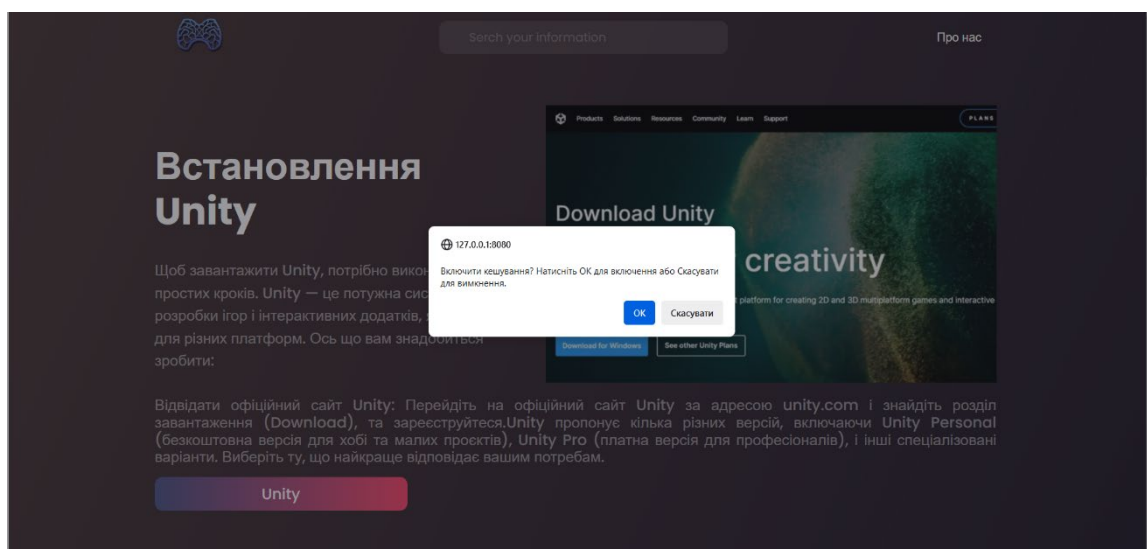 Serch your information
Про нас
Products Solutions Resources Community Learn Support
PLANS
Встановлення
Unity
Download Unity
creativity
127.0.0.1:8080
Включити кешування? Натисніть ОК для включення або Скасувати
для вимкнення.
ОК Скасувати
Щоб завантажити Unity, потрібно
простих кроків. Unity — це потужна
розробки ігор і інтерактивних додатків,
для різних платформ. Ось що вам знадобиться
зробити:
platform for creating 2D and 3D multiplatform games and interactive
Download for Windows See other Unity Plans
Відвідати офіційний сайт Unity: Перейдіть на офіційний сайт Unity за адресою unity.com і знайдіть розділ
завантаження (Download), та зареєструйтеся.Unity пропонує кілька різних версій, включаючи Unity Personal
(безкоштовна версія для хобі та малих проєктів), Unity Pro (платна версія для професіоналів), і інші спеціалізовані
варіанти. Виберіть ту, що найкраще відповідає вашим потребам.
Unity